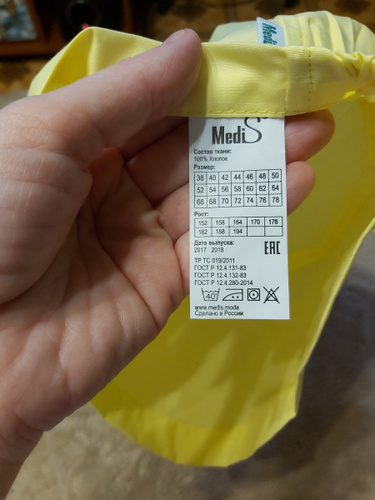 Medi
MediS
Состав ткани:
100% Хлопок
Размер:
38 40 42 44 46 48 50
52 54 56 58 60 62 64
66 68 70 72 74 76 78
Рост:
152 158 164 170 176
182 188 194
Дата выпуска:
2017 2018
EAC
ТР ТС 019/2011
ГОСТ Р 12.4.131-83
ГОСТ Р 12.4.132-83
ГОСТ Р 12.4.280-2014
40
www.medis.moda
Сделано в России